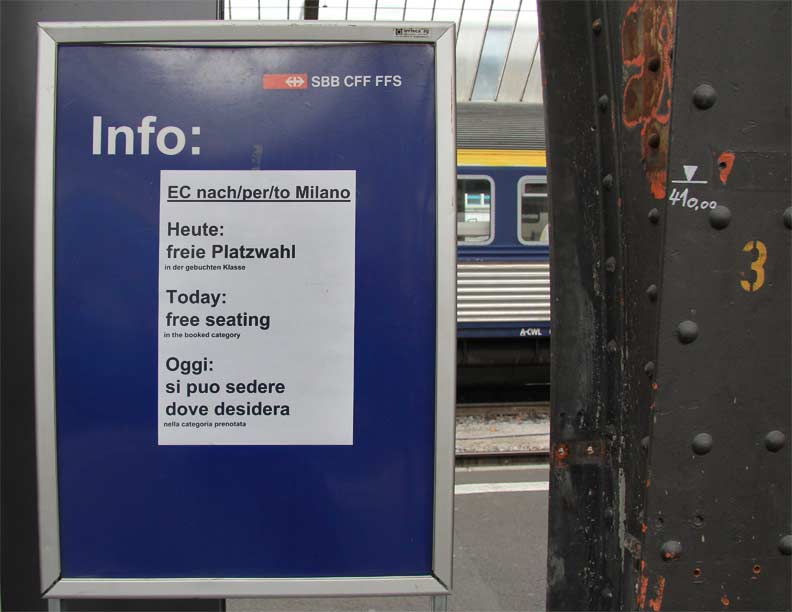 SBB CFF FFS
Info:
EC nach/per/to Milano
Heute:
freie Platzwahl
in der gebuchten Klasse
Today:
free seating
in the booked category
Oggi:
si puo sedere
dove desidera
nella categoria prenotata
A-CWL
410,00
3